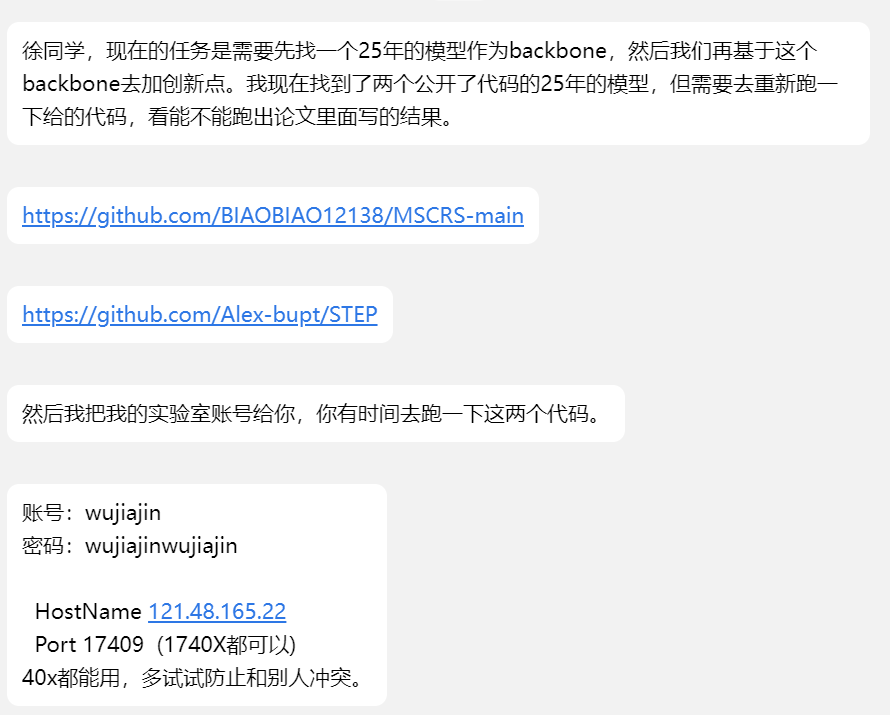 徐同学，现在的任务是需要先找一个25年的模型作为backbone，然后我们再基于这个
backbone去加创新点。我现在找到了两个公开了代码的25年的模型，但需要去重新跑一
下给的代码，看能不能跑出论文里面写的结果。
https://github.com/BIAOBIAO12138/MSCRS-main
https://github.com/Alex-bupt/STEP
然后我把我的实验室账号给你，你有时间去跑一下这两个代码。
账号：wujiajin
密码：wujiajinwujiajin
HostName 121.48.165.22
Port 17409（1740X都可以)
40x都能用，多试试防止和别人冲突。